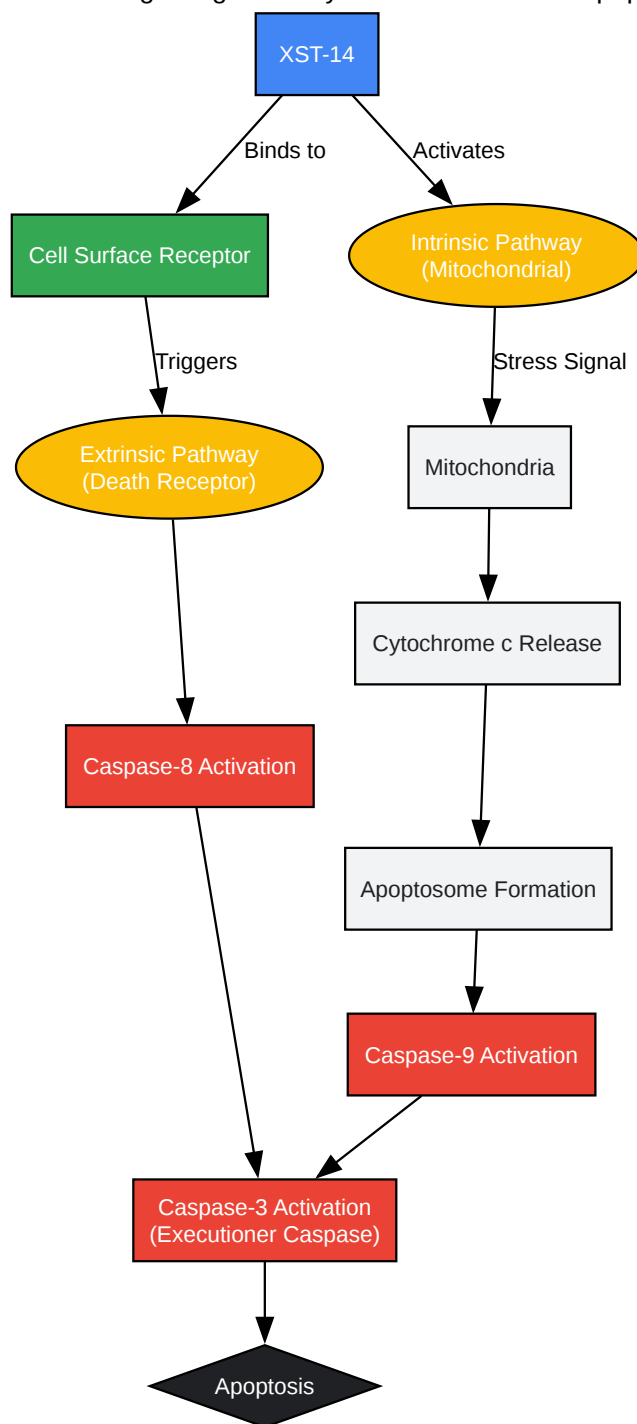 XST-14
Binds to
Activates
Cell Surface Receptor
Intrinsic Pathway
(Mitochondrial)
Triggers
Stress Signal
Extrinsic Pathway
(Death Receptor)
Mitochondria
Cytochrome c Release
Caspase-8 Activation
Apoptosome Formation
Caspase-9 Activation
Caspase-3 Activation
(Executioner Caspase)
Apoptosis